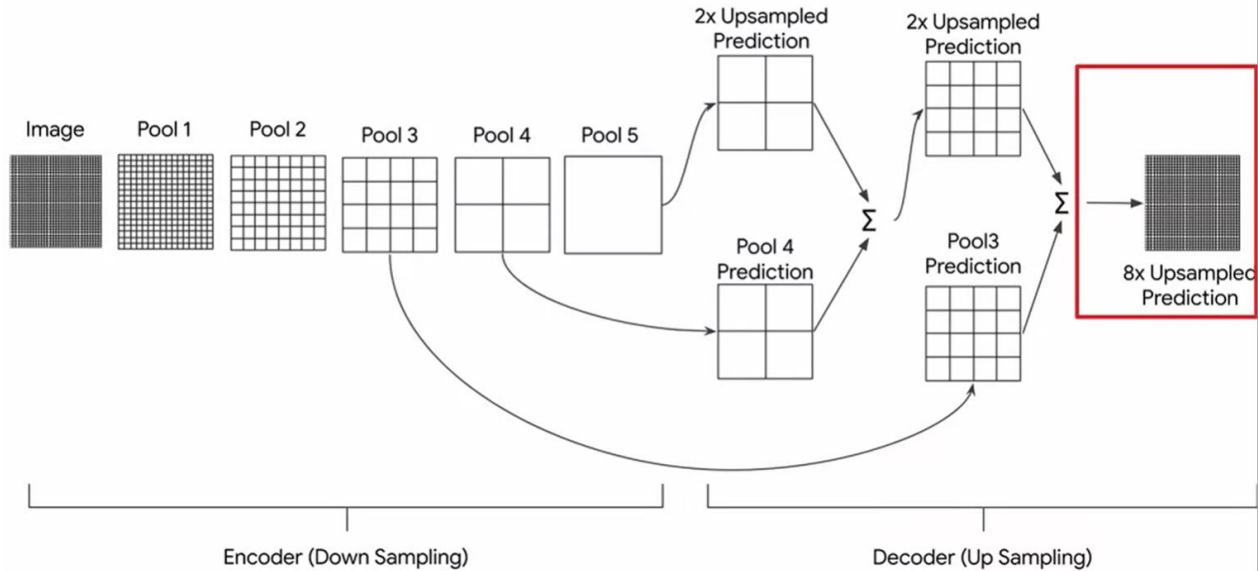 2x Upsampled
Prediction
2x Upsampled
Prediction
Image
Pool 1
Pool 2
Pool 3
Pool 4
Pool 5
Σ
Σ
Pool 4
Prediction
Pool3
Prediction
8x Upsampled
Prediction
Encoder (Down Sampling)
Decoder (Up Sampling)